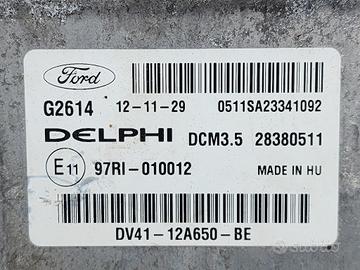 Ford
G2614 12-11-29 0511SA23341092
DELPHI DCM3.5 28380511
E11 97RI-010012 MADE IN HU
DV41-12A650-BE
subito